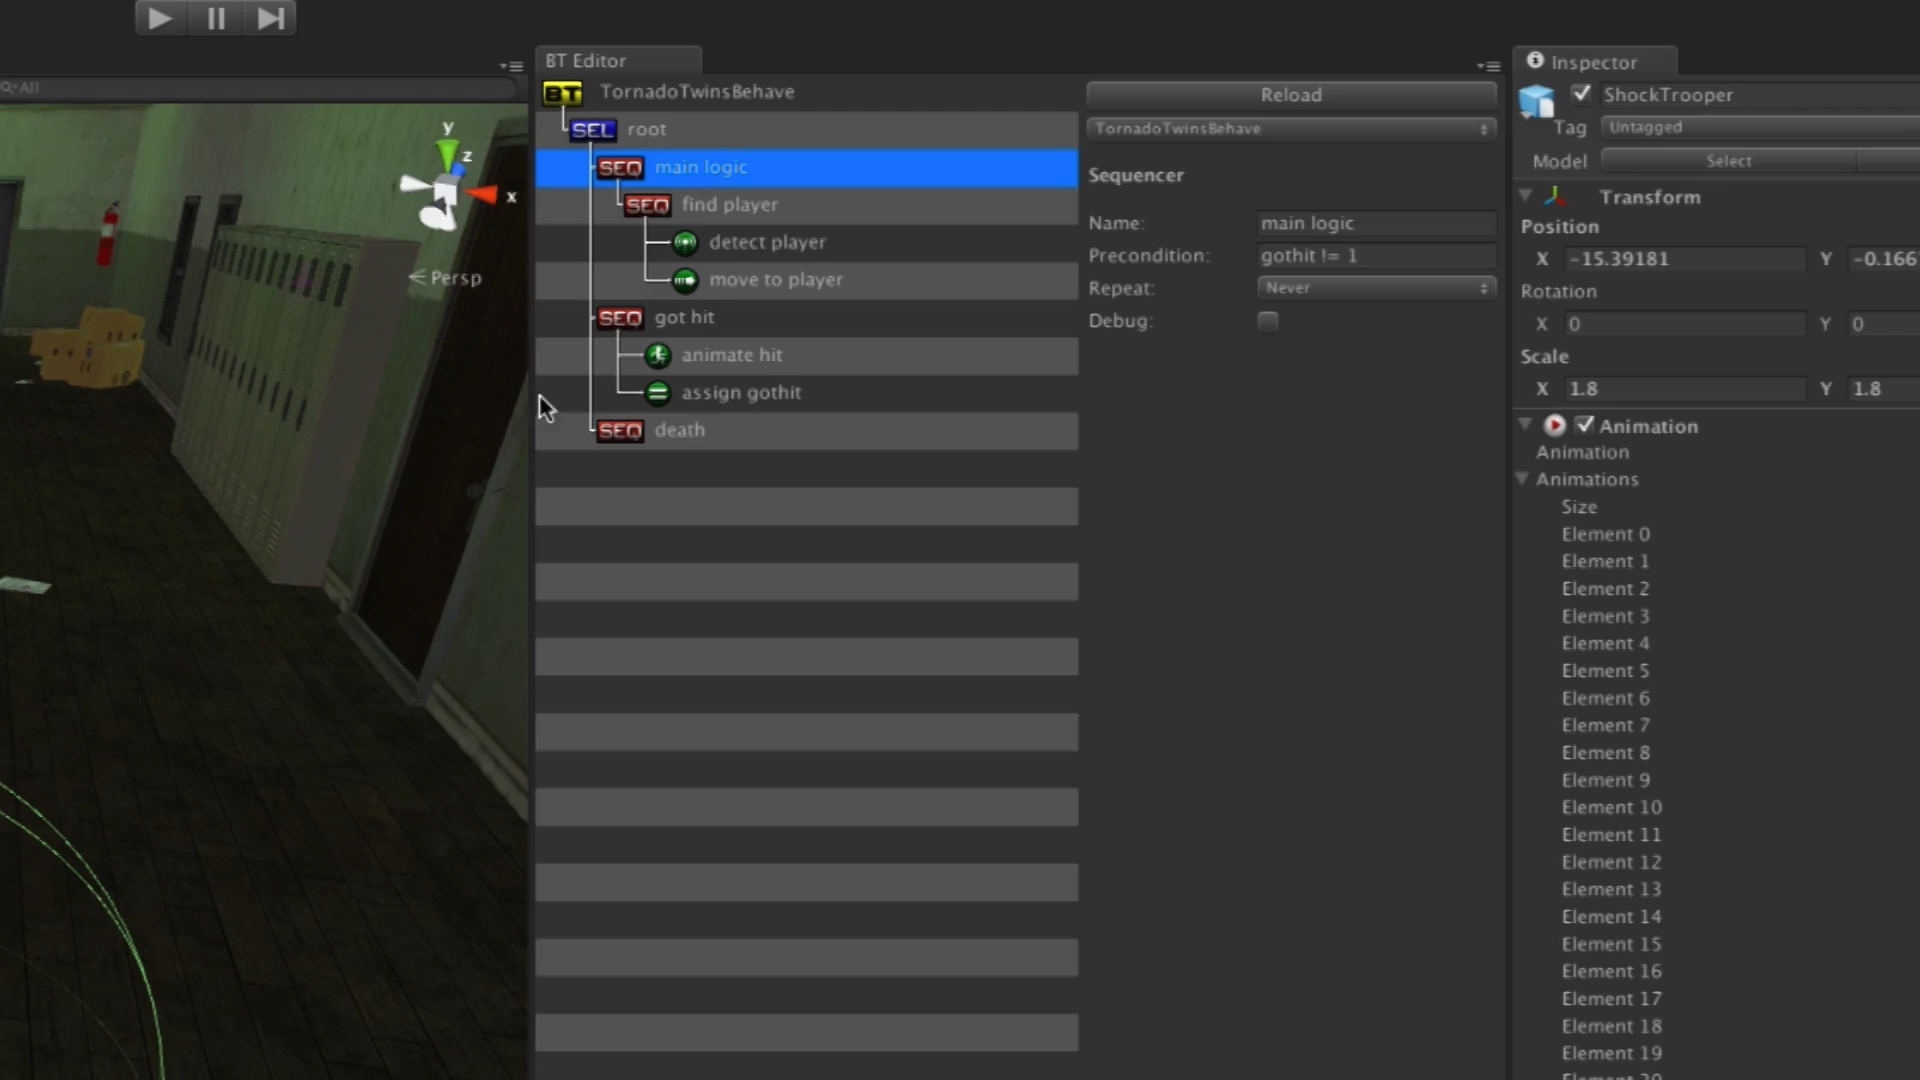 All
y
z
x
Persp
BT Editor
BT TornadoTwinsBehave
SEL root
SEQ main logic
SEQ find player
detect player
move to player
SEQ got hit
animate hit
assign gothit
SEQ death
Reload
TornadoTwinsBehave
Sequencer
Name: main logic
Precondition: gothit != 1
Repeat: Never
Debug:
Inspector
ShockTrooper
Tag Untagged
Model Select
Transform
Position
X -15.39181 Y -0.166
Rotation
X 0 Y 0
Scale
X 1.8 Y 1.8
Animation
Animation
Animations
Size
Element 0
Element 1
Element 2
Element 3
Element 4
Element 5
Element 6
Element 7
Element 8
Element 9
Element 10
Element 11
Element 12
Element 13
Element 14
Element 15
Element 16
Element 17
Element 18
Element 19